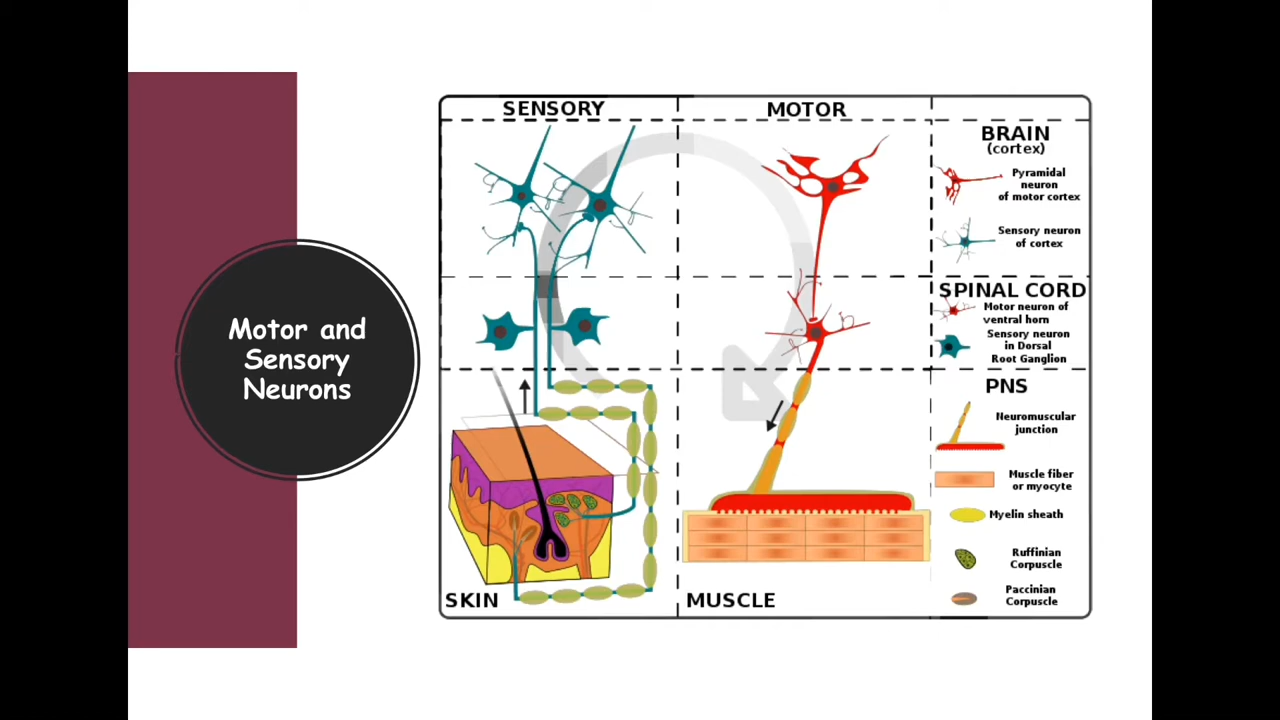 Motor and
Sensory
Neurons
SENSORY
MOTOR
BRAIN
(cortex)
Pyramidal
neuron
of motor cortex
Sensory neuron
of cortex
SPINAL CORD
Motor neuron of
ventral horn
Sensory neuron
in Dorsal
Root Ganglion
PNS
Neuromuscular
junction
Muscle fiber
or myocyte
Myelin sheath
Ruffinian
Corpuscle
Paccinian
Corpuscle
SKIN
MUSCLE